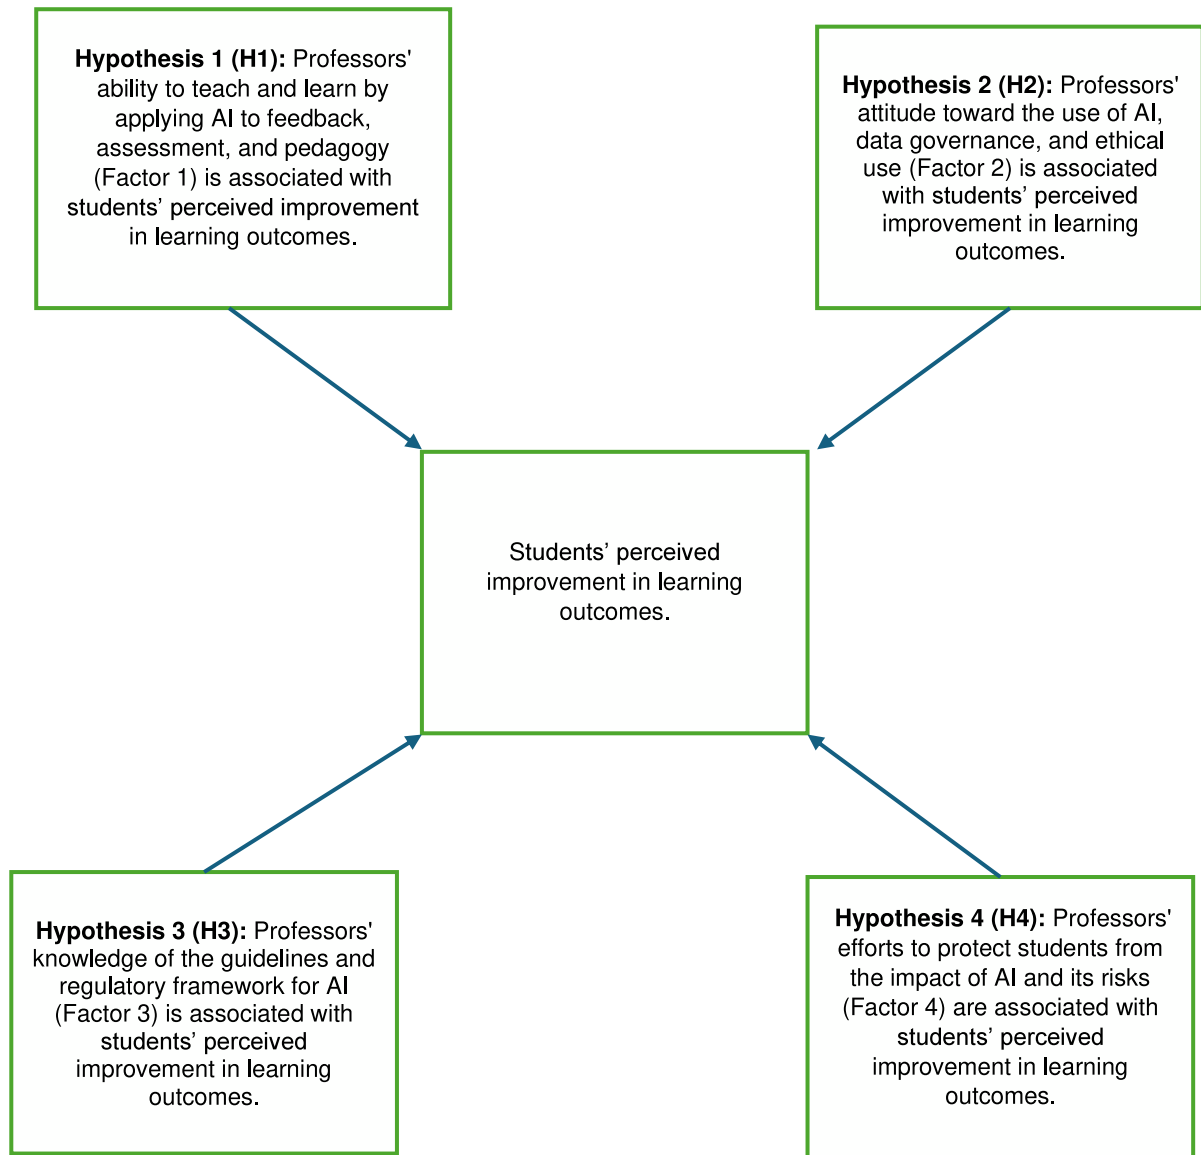 Hypothesis 1 (H1): Professors'
ability to teach and learn by
applying AI to feedback,
assessment, and pedagogy
(Factor 1) is associated with
students’ perceived improvement
in learning outcomes.
Hypothesis 2 (H2): Professors'
attitude toward the use of AI,
data governance, and ethical
use (Factor 2) is associated
with students’ perceived
improvement in learning
outcomes.
Students’ perceived
improvement in learning
outcomes.
Hypothesis 3 (H3): Professors'
knowledge of the guidelines and
regulatory framework for AI
(Factor 3) is associated with
students’ perceived
improvement in learning
outcomes.
Hypothesis 4 (H4): Professors'
efforts to protect students from
the impact of AI and its risks
(Factor 4) are associated with
students’ perceived
improvement in learning
outcomes.